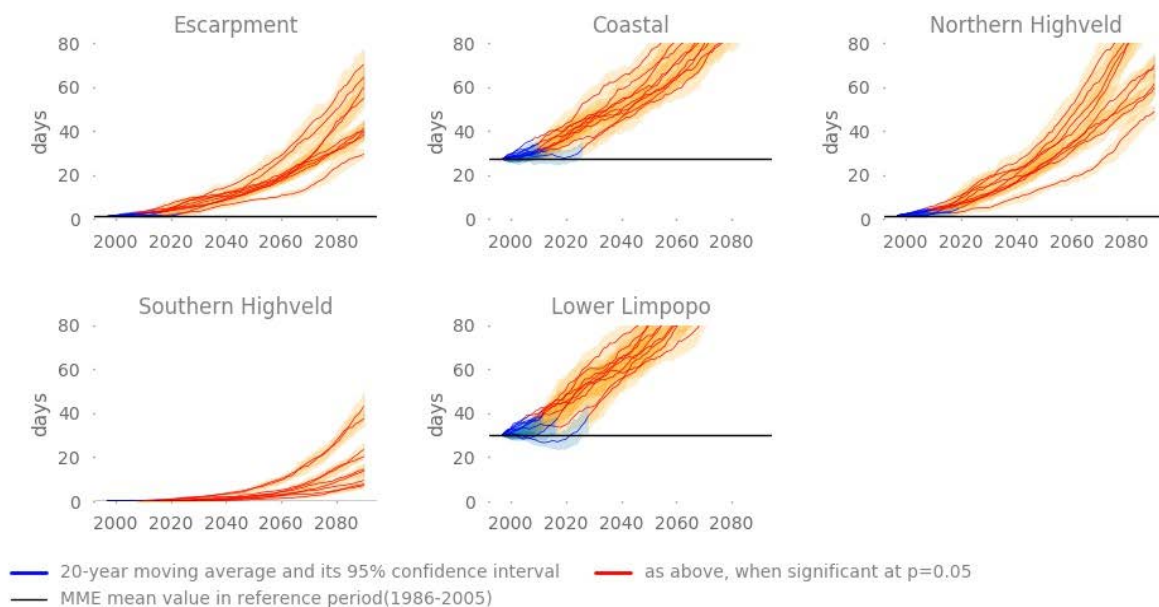 Escarpment
Coastal
Northern Highveld
80
60
40
20
0
days
2000 2020 2040 2060 2080
80
60
40
20
0
days
2000 2020 2040 2060 2080
80
60
40
20
0
days
2000 2020 2040 2060 2080
Southern Highveld
Lower Limpopo
80
60
40
20
0
days
2000 2020 2040 2060 2080
80
60
40
20
0
days
2000 2020 2040 2060 2080
20-year moving average and its 95% confidence interval
as above, when significant at p=0.05
MME mean value in reference period(1986-2005)